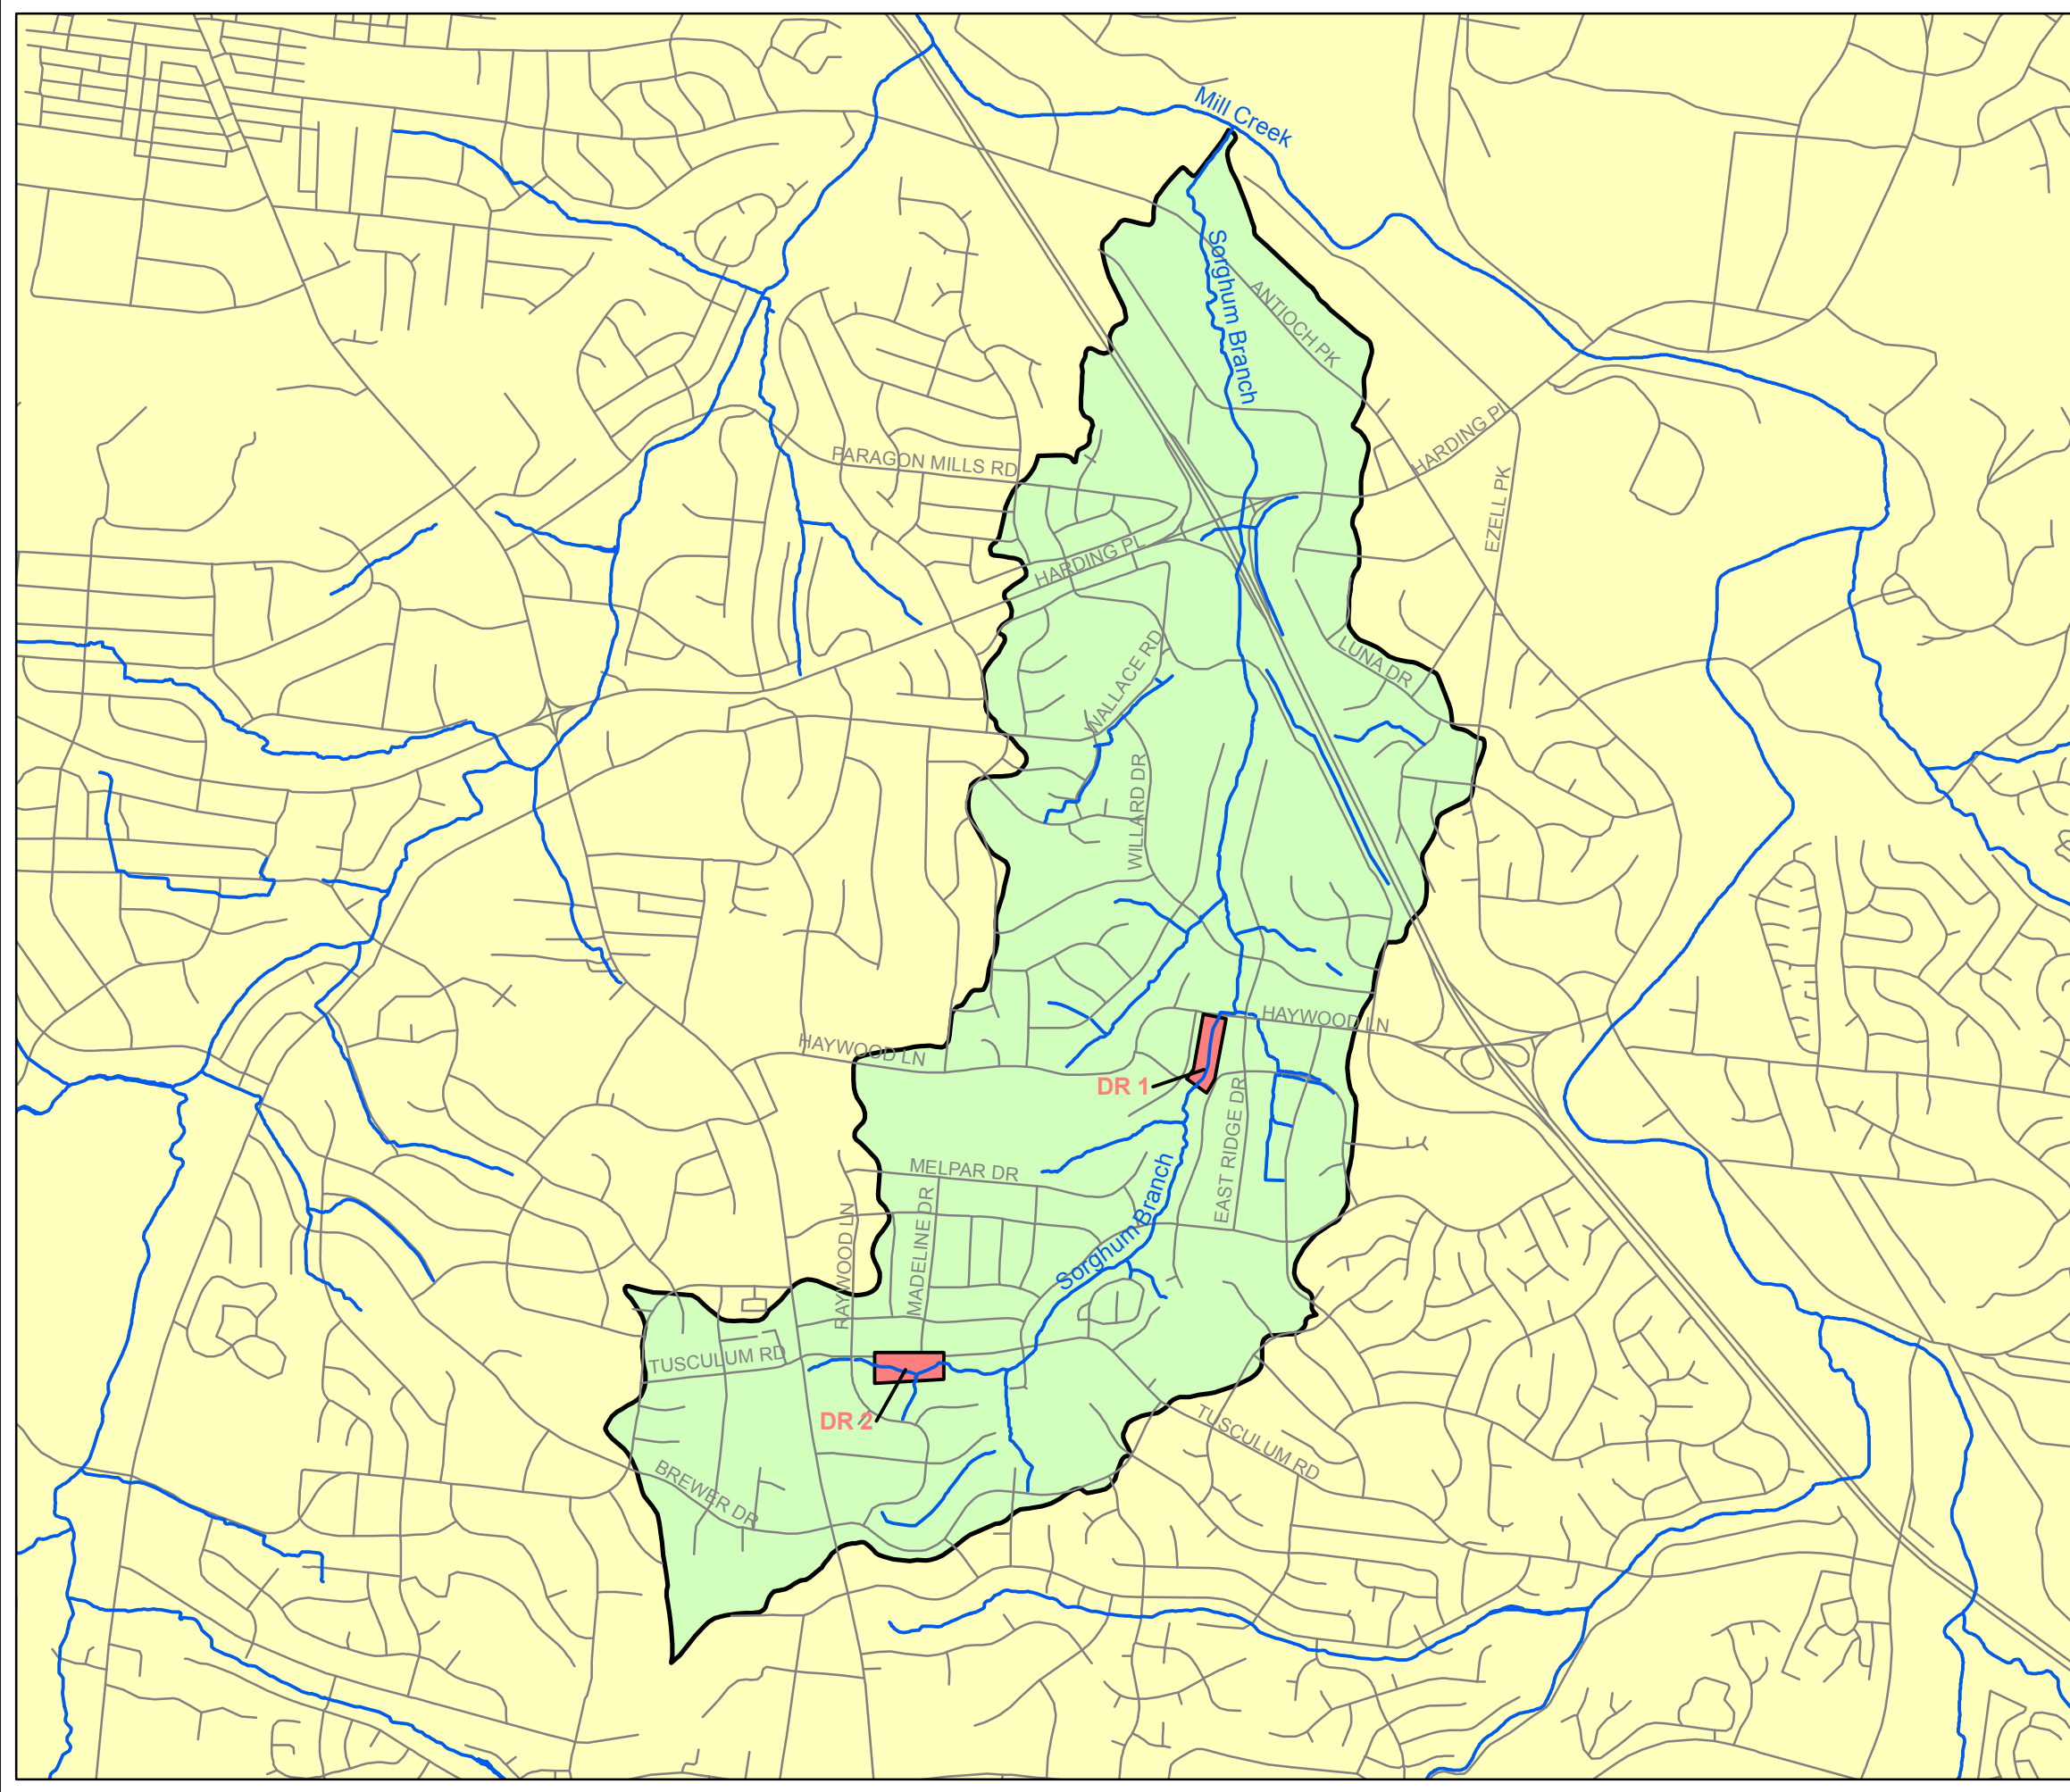 Mill Creek
Sorghum Branch
ANTIOCH PK
HARDING PL
PARAGON MILLS RD
EZELL PK
HARDING PL
WALLACE RD
LUNA DR
WILLARD DR
HAYWOOD LN
HAYWOOD LN
DR 1
EAST RIDGE DR
MELPAR DR
Sorghum Branch
MADELINE DR
RAYWOOD LN
TUSCULUM RD
DR 2
TUSCULUM RD
BREWER DR